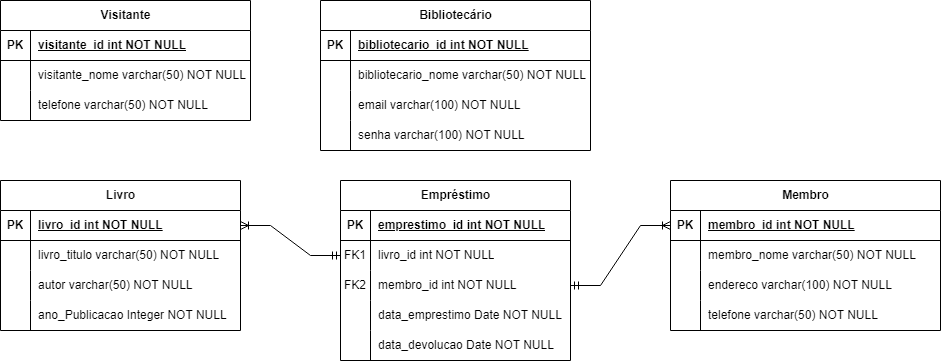 Visitante
PK visitante_id int NOT NULL
visitante_nome varchar(50) NOT NULL
telefone varchar(50) NOT NULL
Bibliotecário
PK bibliotecario_id int NOT NULL
bibliotecario_nome varchar(50) NOT NULL
email varchar(100) NOT NULL
senha varchar(100) NOT NULL
Livro
PK livro_id int NOT NULL
livro_titulo varchar(50) NOT NULL
autor varchar(50) NOT NULL
ano_Publicacao Integer NOT NULL
Empréstimo
PK emprestimo_id int NOT NULL
FK1 livro_id int NOT NULL
FK2 membro_id int NOT NULL
data_emprestimo Date NOT NULL
data_devolucao Date NOT NULL
Membro
PK membro_id int NOT NULL
membro_nome varchar(50) NOT NULL
endereco varchar(100) NOT NULL
telefone varchar(50) NOT NULL